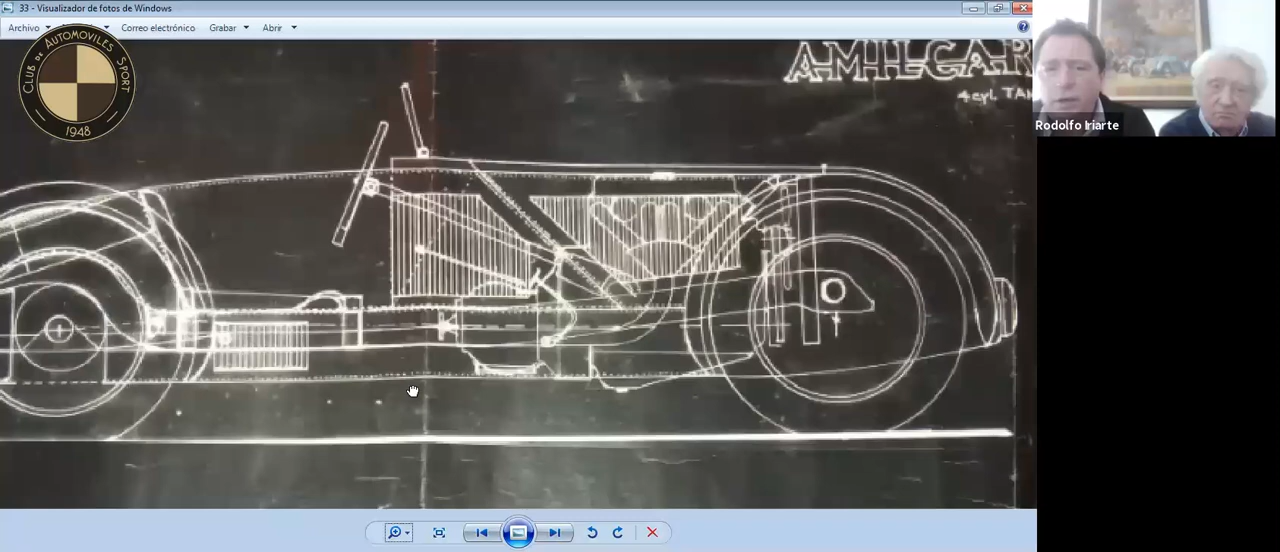 33 - Visualizador de fotos de Windows
Archivo Correo electrónico Grabar Abrir
CLUB DE AUTOMOVILES SPORT
1948
AMILCAR
4 cyl.
Rodolfo Iriarte